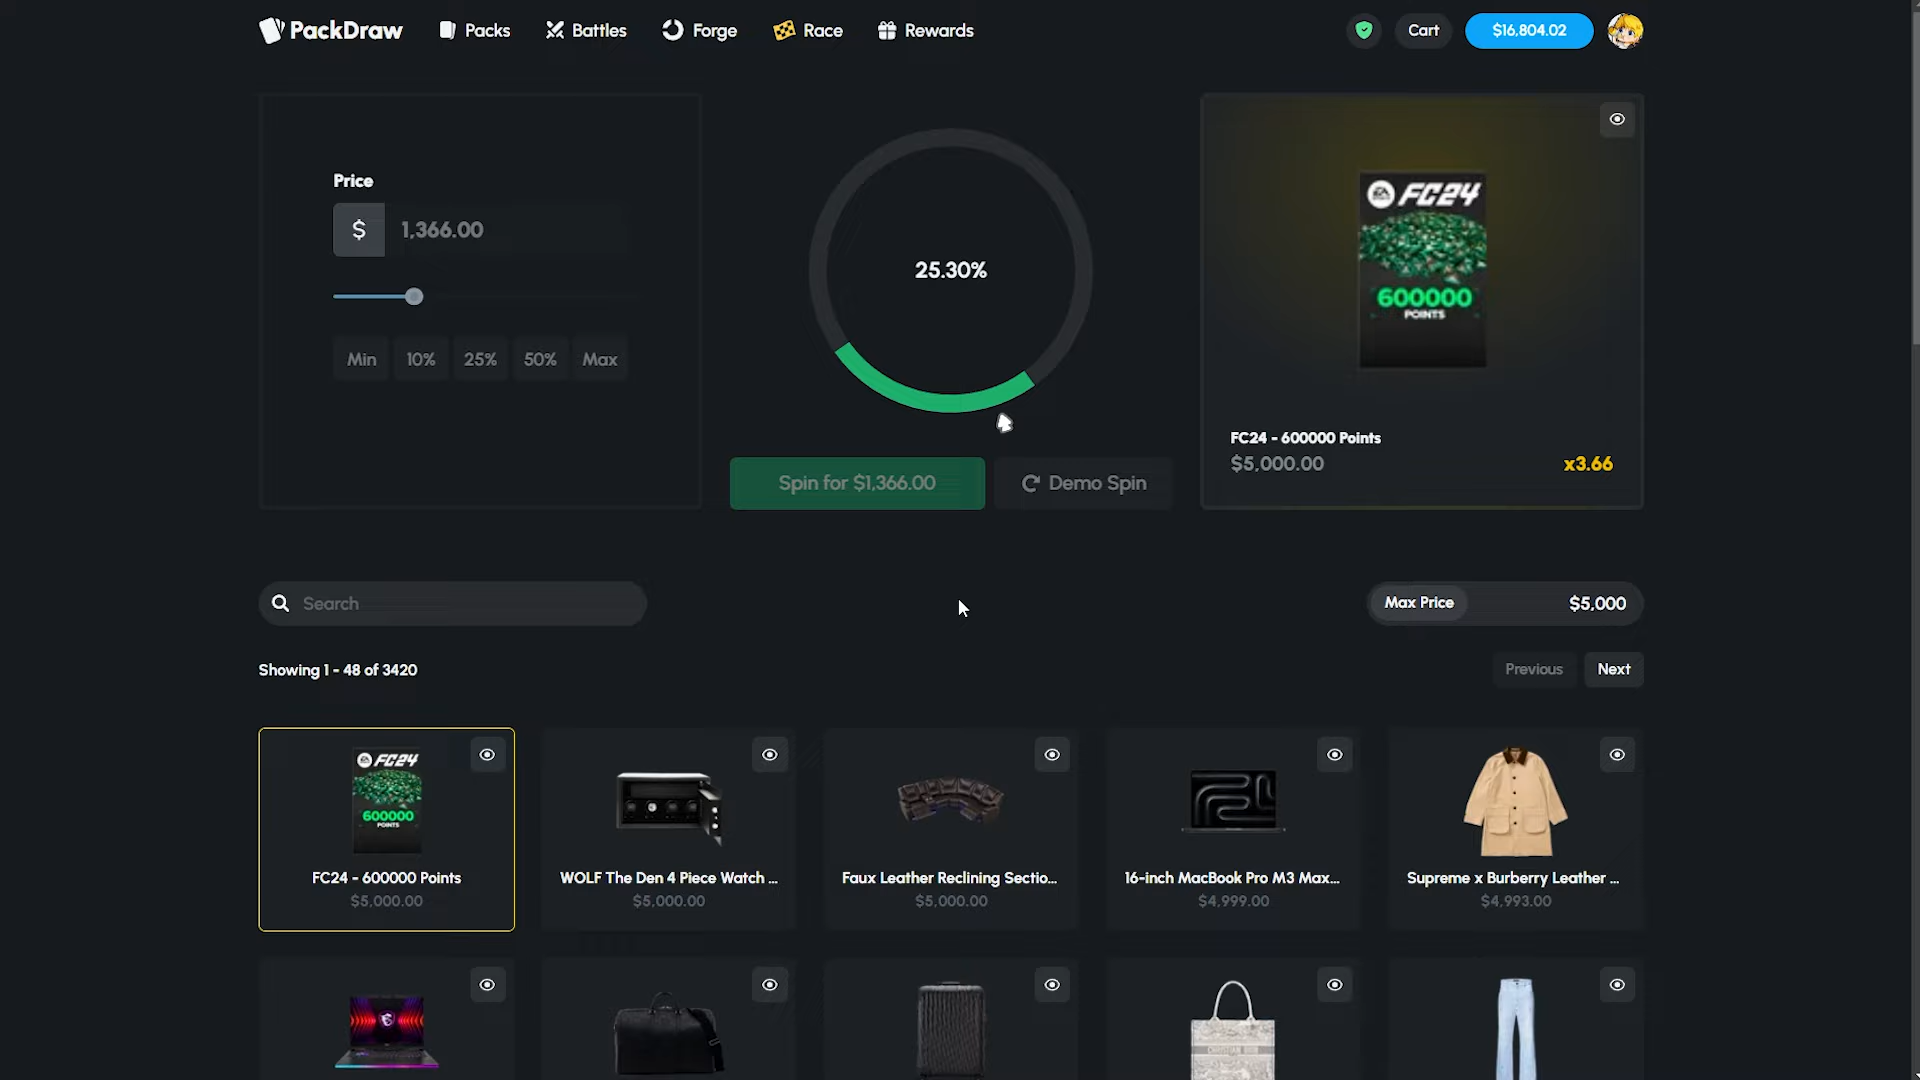 PackDraw
Packs
Battles
Forge
Race
Rewards
Cart
$16,804.02
Price
$ 1,366.00
Min
10%
25%
50%
Max
25.30%
Spin for $1,366.00
Demo Spin
FC24
600000
POINTS
FC24 - 600000 Points
$5,000.00
x3.66
Search
Max Price
$5,000
Showing 1 - 48 of 3420
Previous
Next
FC24
600000
POINTS
FC24 - 600000 Points
$5,000.00
WOLF The Den 4 Piece Watch ...
$5,000.00
Faux Leather Reclining Sectio...
$5,000.00
16-inch MacBook Pro M3 Max...
$4,999.00
Supreme x Burberry Leather ...
$4,993.00